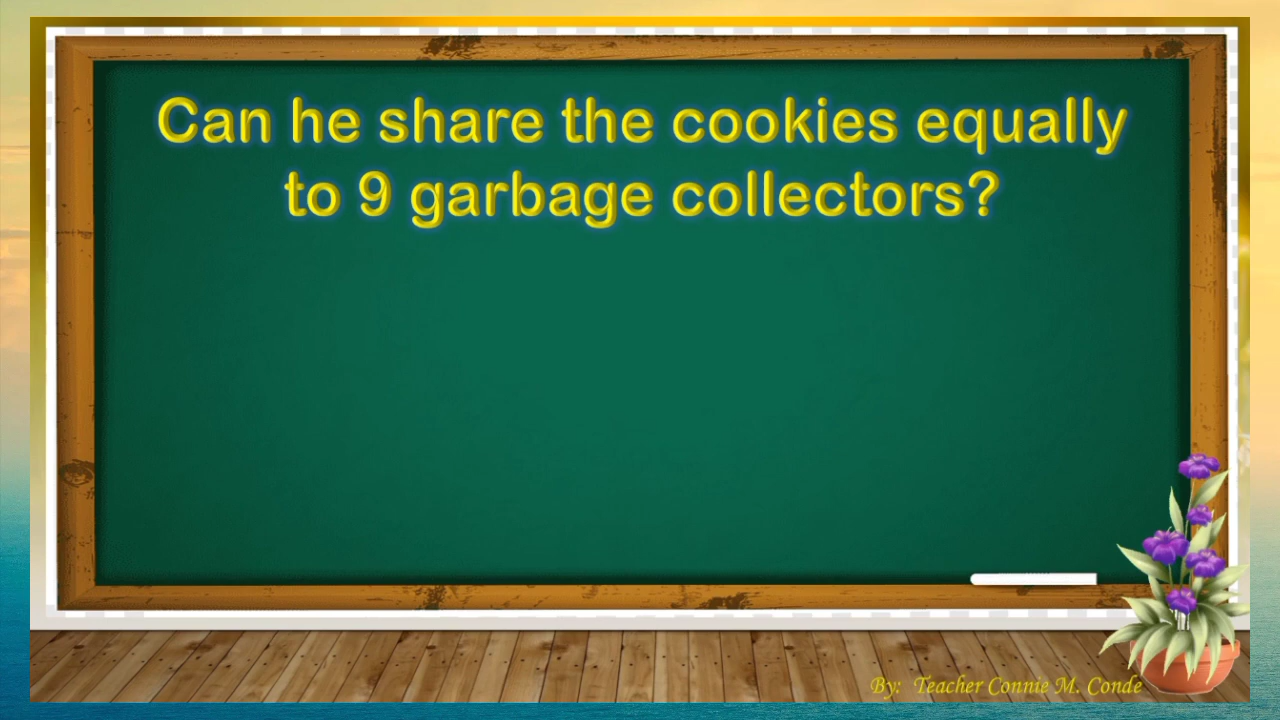 Can he share the cookies equally
to 9 garbage collectors?
By: Teacher Connie M. Conde